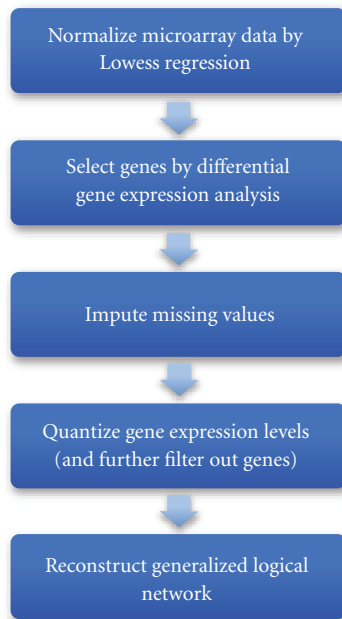 Normalize microarray data by
Lowess regression
Select genes by differential
gene expression analysis
Impute missing values
Quantize gene expression levels
(and further filter out genes)
Reconstruct generalized logical
network